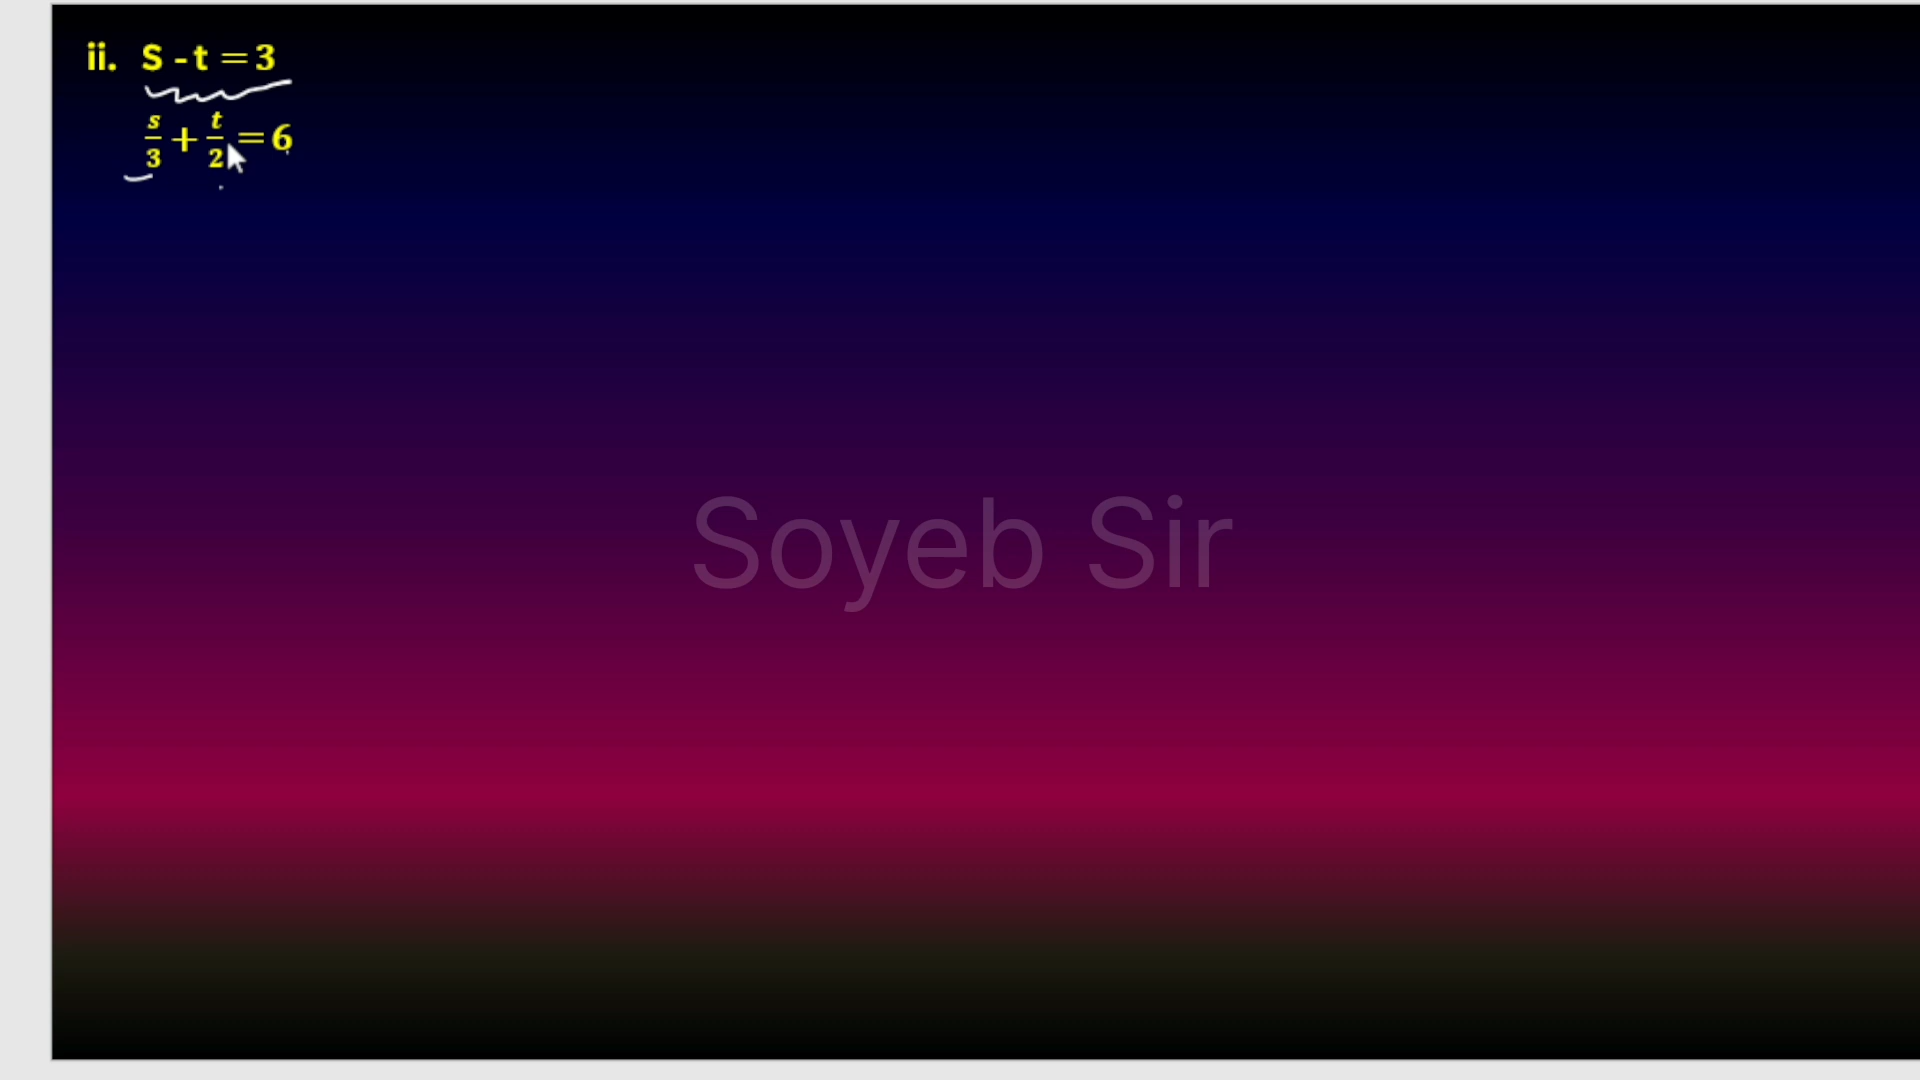 ii. S - t = 3
s/3 + t/2 = 6
Soyeb Sir